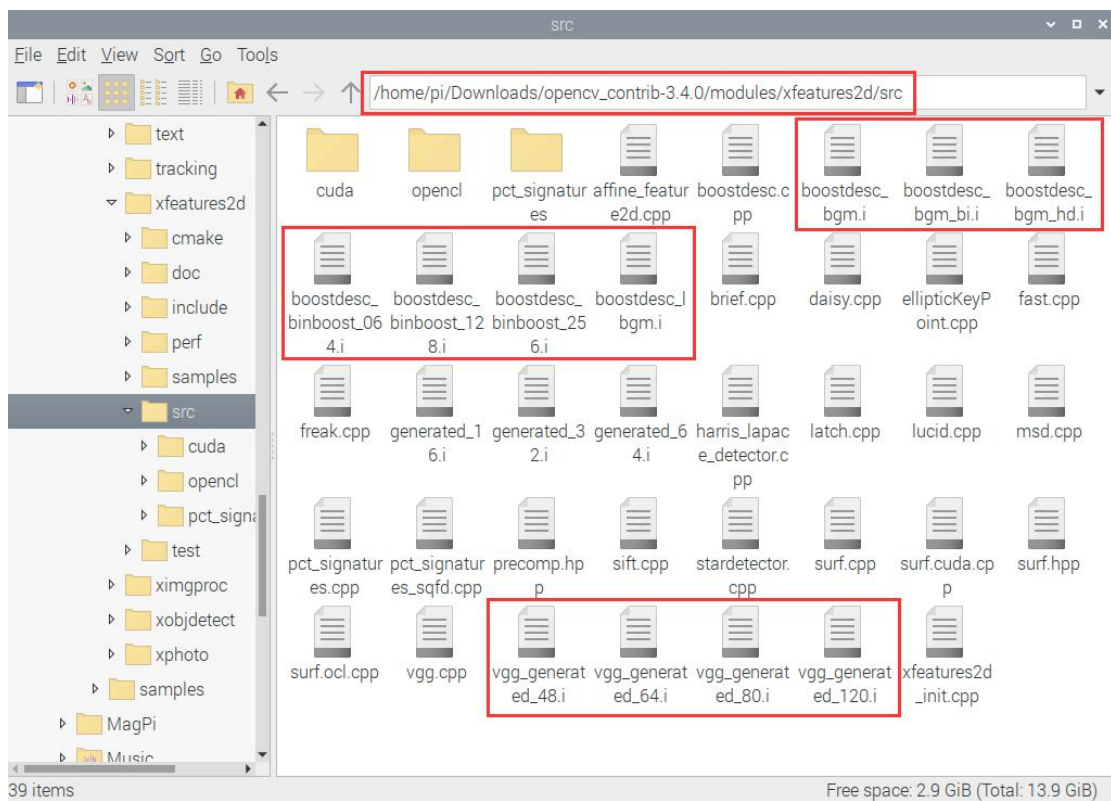 src
File Edit View Sort Go Tools
/home/pi/Downloads/opencv_contrib-3.4.0/modules/xfeatures2d/src
text
tracking
xfeatures2d
cmake
doc
include
perf
samples
src
cuda
opencl
pct_signa
test
ximgproc
xobjdetect
xphoto
samples
MagPi
Music
cuda opencl pct_signatur affine_featur boostdesc.c boostdesc_ boostdesc_ boostdesc_
es e2d.cpp pp bgm.i bgm_bi.i bgm_hd.i
boostdesc_ boostdesc_ boostdesc_ boostdesc_l brief.cpp daisy.cpp ellipticKeyP fast.cpp
binboost_06 binboost_12 binboost_25 bgm.i oint.cpp
4.i 8.i 6.i
freak.cpp generated_1 generated_3 generated_6 harris_lapac latch.cpp lucid.cpp msd.cpp
6.i 2.i 4.i e_detector.c
pp
pct_signatur pct_signatur precomp.hp sift.cpp stardetector. surf.cpp surf.cuda.cp surf.hpp
es.cpp es_sqfd.cpp p cpp p
surf.ocl.cpp vgg.cpp vgg_generat vgg_generat vgg_generat vgg_generat xfeatures2d
ed_48.i ed_64.i ed_80.i ed_120.i _init.cpp
39 items Free space: 2.9 GiB (Total: 13.9 GiB)